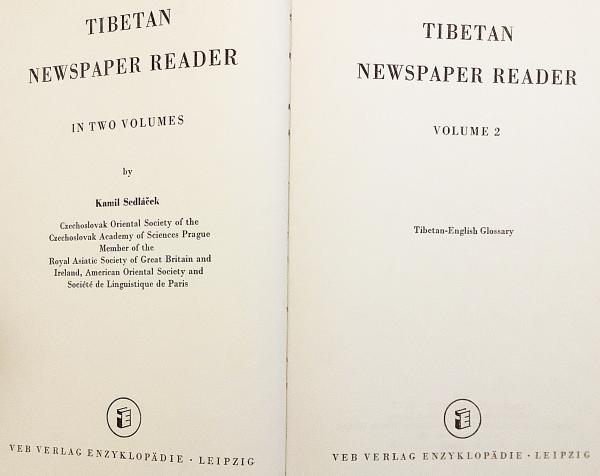 TIBETAN
NEWSPAPER READER
IN TWO VOLUMES
by
Kamil Sedláček
Czechoslovak Oriental Society of the
Czechoslovak Academy of Sciences Prague
Member of the
Royal Asiatic Society of Great Britain and
Ireland, American Oriental Society and
Société de Linguistique de Paris
VEB VERLAG ENZYKLOPÄDIE · LEIPZIG
TIBETAN
NEWSPAPER READER
VOLUME 2
Tibetan-English Glossary
VEB VERLAG ENZYKLOPÄDIE · LEIPZIG